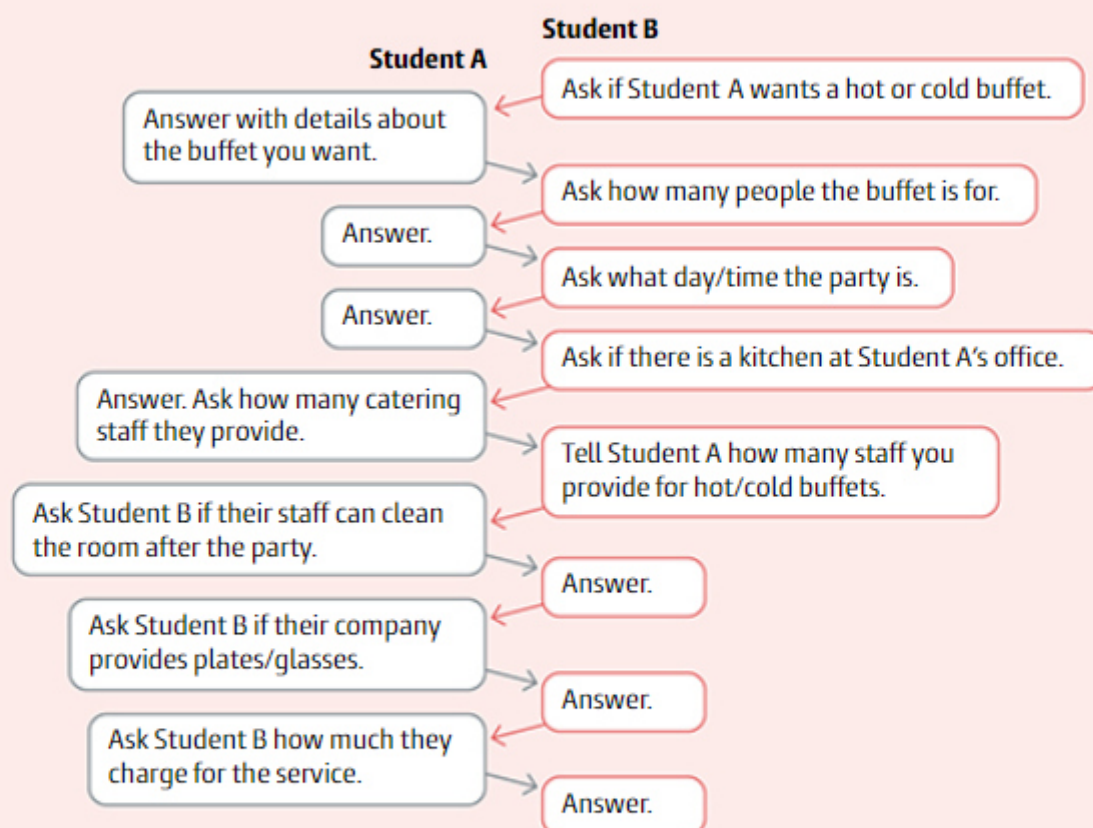 Student B
Student A
Ask if Student A wants a hot or cold buffet.
Answer with details about
the buffet you want.
Ask how many people the buffet is for.
Answer.
Ask what day/time the party is.
Answer.
Ask if there is a kitchen at Student A’s office.
Answer. Ask how many catering
staff they provide.
Tell Student A how many staff you
provide for hot/cold buffets.
Ask Student B if their staff can clean
the room after the party.
Answer.
Ask Student B if their company
provides plates/glasses.
Answer.
Ask Student B how much they
charge for the service.
Answer.